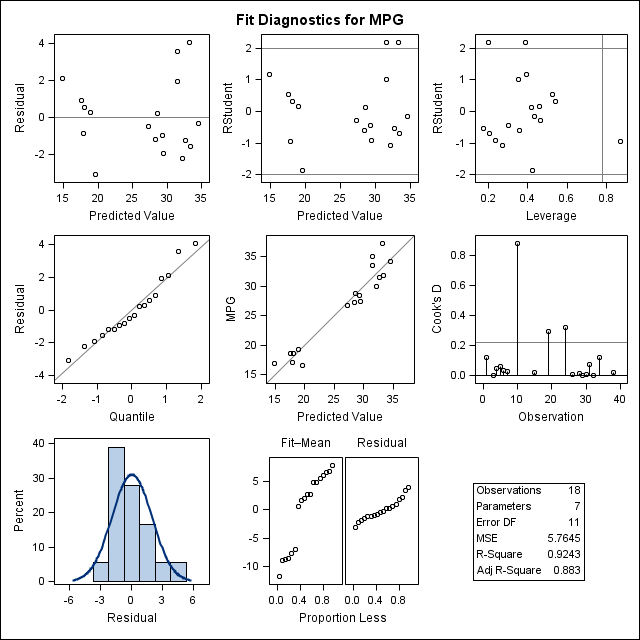 Fit Diagnostics for MPG
4
2
0
-2
Residual
15 20 25 30 35
Predicted Value
2
1
0
-1
-2
RStudent
15 20 25 30 35
Predicted Value
2
1
0
-1
-2
RStudent
0.2 0.4 0.6 0.8
Leverage
4
2
0
-2
-4
Residual
-2 -1 0 1 2
Quantile
35
30
25
20
15
MPG
15 20 25 30 35
Predicted Value
0.8
0.6
0.4
0.2
0.0
Cook's D
0 10 20 30 40
Observation
40
30
20
10
0
Percent
-6 -3 0 3 6
Residual
Fit–Mean Residual
5
0
-5
-10
0.0 0.4 0.8 0.0 0.4 0.8
Proportion Less
Observations 18
Parameters 7
Error DF 11
MSE 5.7645
R-Square 0.9243
Adj R-Square 0.883